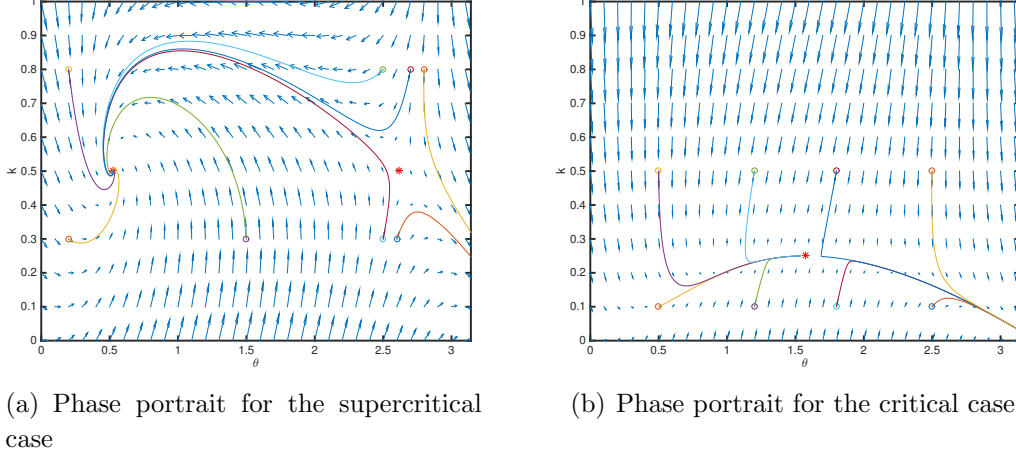 1
0.9
0.8
0.7
0.6
0.5
0.4
0.3
0.2
0.1
0
k
0 0.5 1 1.5 2 2.5 3
θ
1
0.9
0.8
0.7
0.6
0.5
0.4
0.3
0.2
0.1
0
k
0 0.5 1 1.5 2 2.5 3
θ
(a) Phase portrait for the supercritical
case
(b) Phase portrait for the critical case